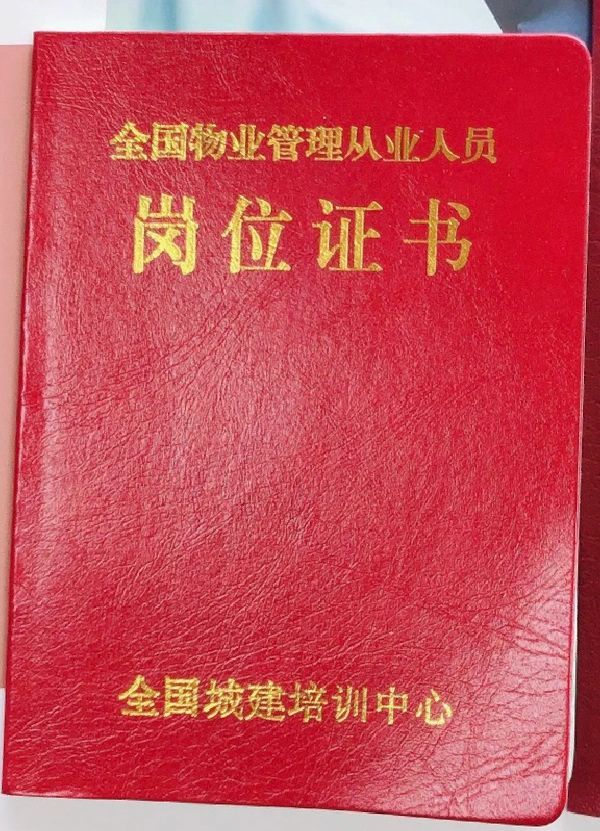 全国物业管理从业人员
岗位证书
全国城建培训中心